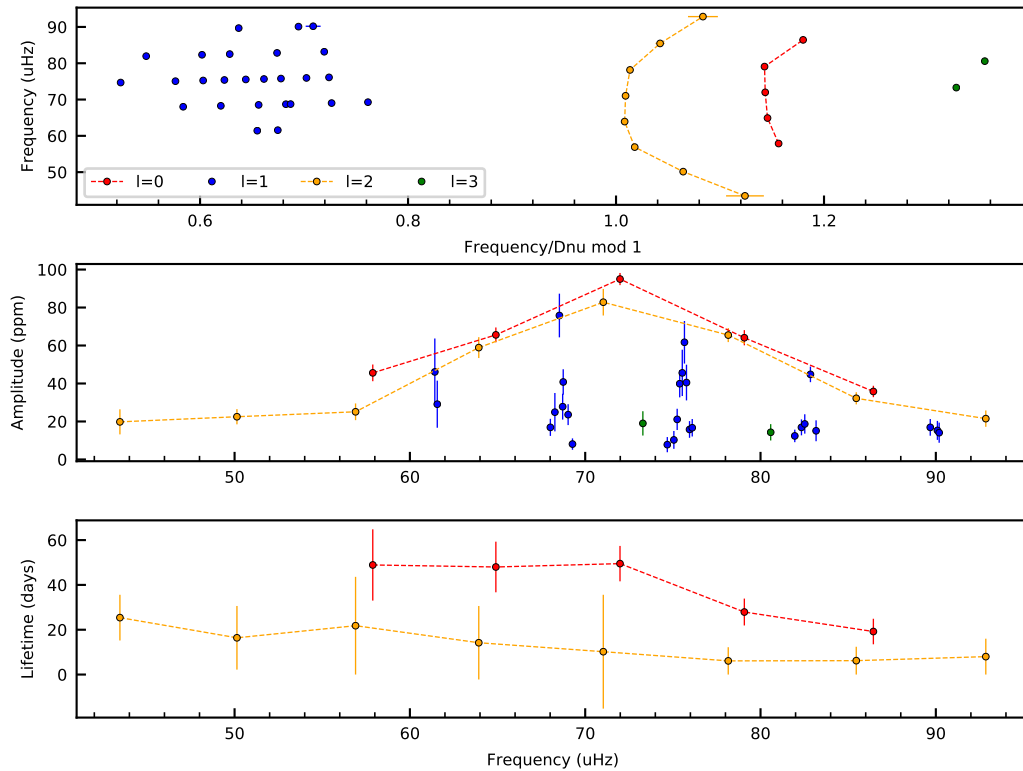 90
80
70
60
50
Frequency (uHz)
l=0 l=1 l=2 l=3
0.6 0.8 1.0 1.2
Frequency/Dnu mod 1
100
80
60
40
20
0
Amplitude (ppm)
50 60 70 80 90
60
40
20
0
Lifetime (days)
50 60 70 80 90
Frequency (uHz)